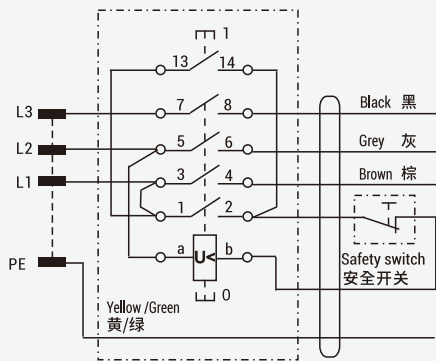 1
13 14
L3 7 8 Black 黑
L2 5 6 Grey 灰
L1 3 4 Brown 棕
1 2
a U< b
PE
Safety switch
安全开关
0
Yellow /Green
黄/绿